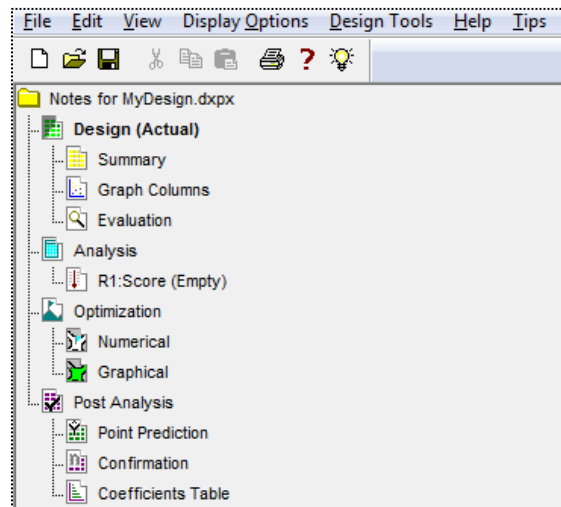 File Edit View Display Options Design Tools Help Tips
Notes for MyDesign.dxpx
Design (Actual)
Summary
Graph Columns
Evaluation
Analysis
R1:Score (Empty)
Optimization
Numerical
Graphical
Post Analysis
Point Prediction
Confirmation
Coefficients Table